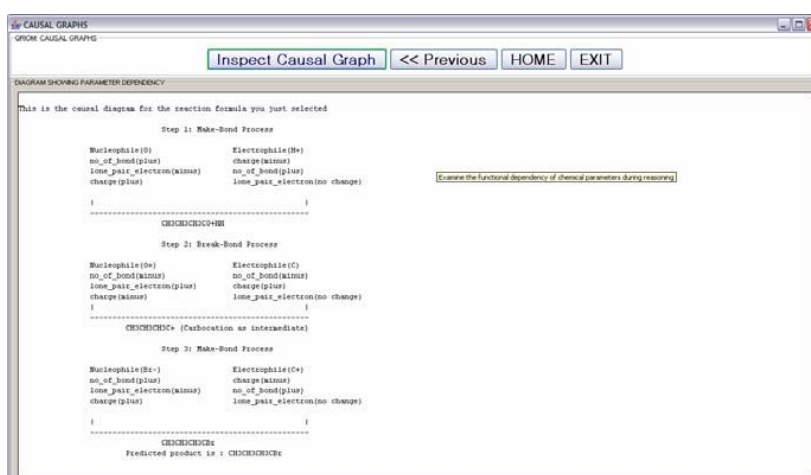 CAUSAL GRAPHS
QRIOM: CAUSAL GRAPHS
Inspect Causal Graph << Previous HOME EXIT
DIAGRAM SHOWING PARAMETER DEPENDENCY
This is the causal diagram for the reaction formula you just selected
Step 1: Make-Bond Process
Nucleophile(O) Electrophile(H+)
no_of_bond(plus) charge(minus)
lone_pair_electron(minus) no_of_bond(plus)
charge(plus) lone_pair_electron(no change)
Examine the functional dependency of chemical parameters during reasoning
CH3CH3CH3CO+HH
Step 2: Break-Bond Process
Nucleophile(O+) Electrophile(C)
no_of_bond(minus) no_of_bond(minus)
lone_pair_electron(plus) charge(plus)
charge(minus) lone_pair_electron(no change)
CH3CH3CH3C+ (Carbocation as intermediate)
Step 3: Make-Bond Process
Nucleophile(Br-) Electrophile(C+)
no_of_bond(plus) charge(minus)
lone_pair_electron(minus) no_of_bond(plus)
charge(plus) lone_pair_electron(no change)
CH3CH3CH3CBr
Predicted product is : CH3CH3CH3CBr